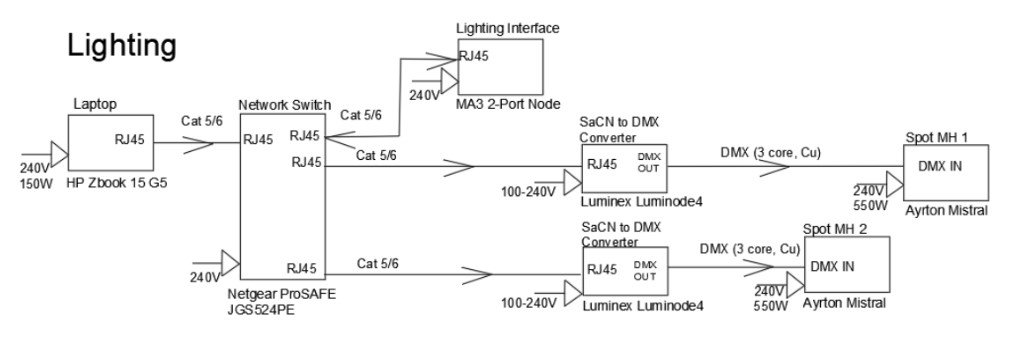 Lighting
Lighting Interface
RJ45
240V
MA3 2-Port Node
Laptop
RJ45
240V
150W
HP Zbook 15 G5
Cat 5/6
Network Switch
RJ45
RJ45
RJ45
RJ45
240V
Netgear ProSAFE
JGS524PE
Cat 5/6
Cat 5/6
Cat 5/6
SaCN to DMX
Converter
RJ45
DMX
OUT
100-240V
Luminex Luminode4
DMX (3 core, Cu)
Spot MH 1
DMX IN
240V
550W
Ayrton Mistral
SaCN to DMX
Converter
RJ45
DMX
OUT
100-240V
Luminex Luminode4
DMX (3 core, Cu)
Spot MH 2
DMX IN
240V
550W
Ayrton Mistral